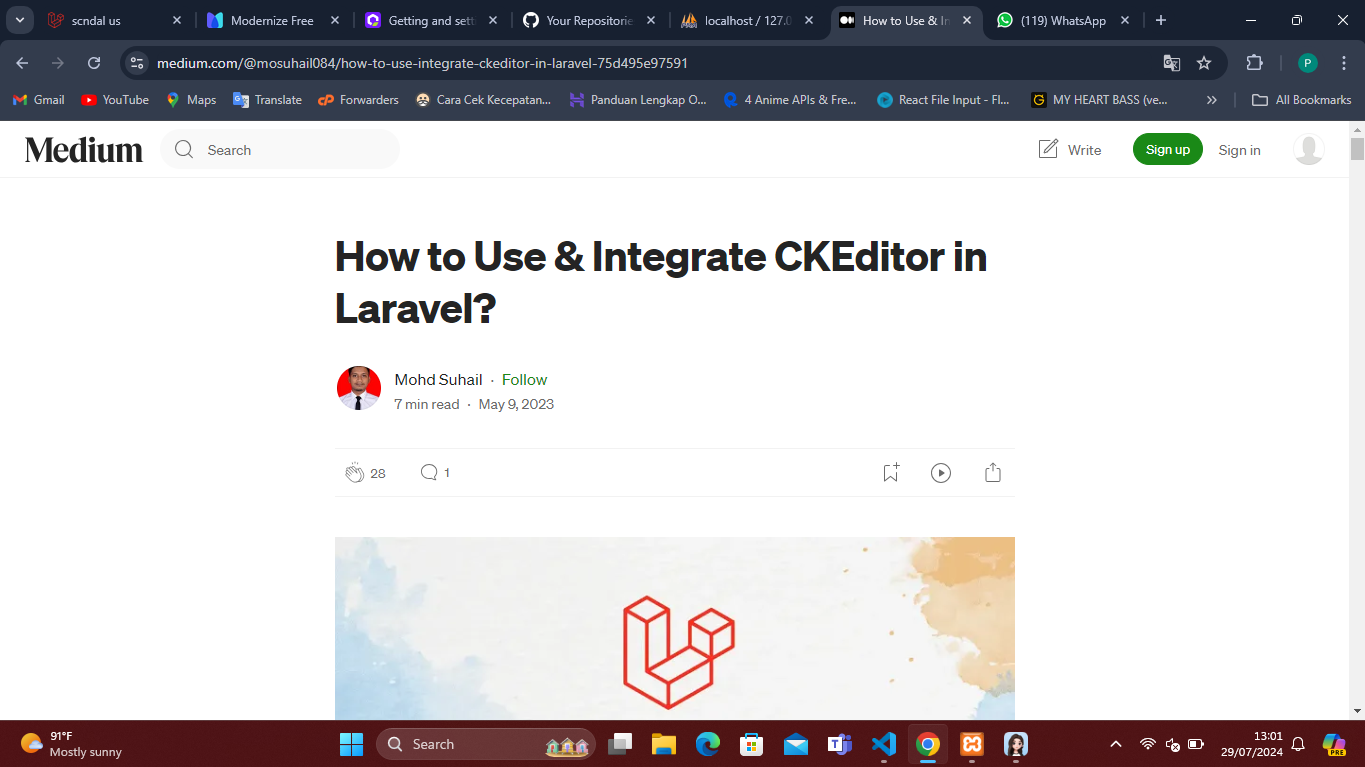 scndal us
Modernize Free
Getting and sett
Your Repositorie
localhost / 127.0
How to Use & In
(119) WhatsApp
medium.com/@mosuhail084/how-to-use-integrate-ckeditor-in-laravel-75d495e97591
P
Gmail
YouTube
Maps
Translate
Forwarders
Cara Cek Kecepatan...
Panduan Lengkap O...
4 Anime APIs & Fre...
React File Input - Fl...
MY HEART BASS (ve...
All Bookmarks
Medium
Search
Write
Sign up
Sign in
How to Use & Integrate CKEditor in
Laravel?
Mohd Suhail · Follow
7 min read · May 9, 2023
28
1
91°F
Mostly sunny
Search
13:01
29/07/2024
PRE